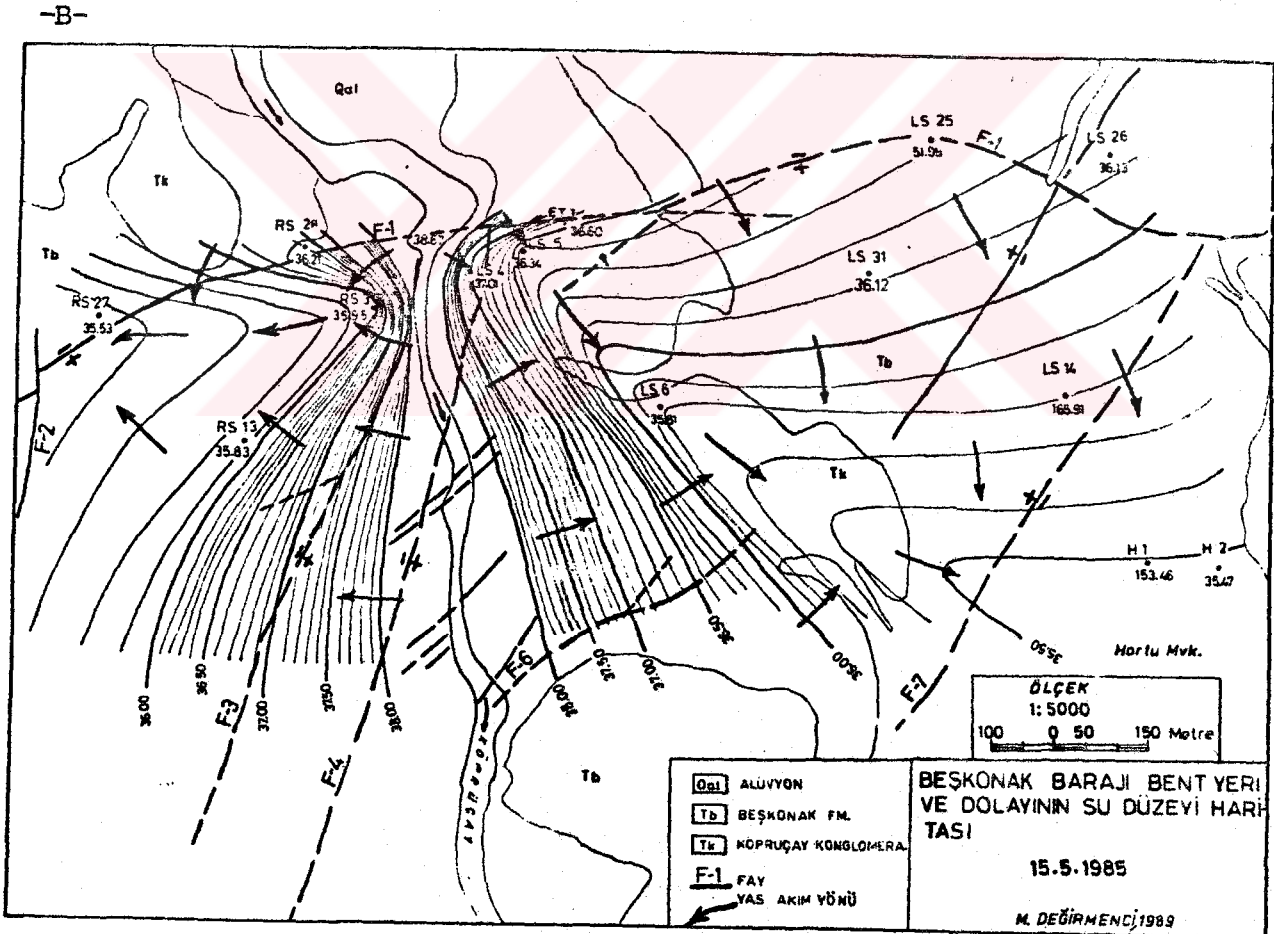 -B-
Qal
LS 25
51.95
F-1
LS 26
36.13
Tk
RS 28
36.21
F-1
38.85
36.60
LS 5
36.34
LS 31
36.12
Tb
RS 27
35.53
37.01
35.95
Tb
LS 14
165.91
LS 6
35.81
F-2
RS 13
35.83
Tk
H 1
153.46
H 2
35.47
36.00
36.50
F-3
37.00
37.50
38.00
F-4
F-6
38.00
37.50
37.00
36.50
36.00
F-7
35.50
Hortu Mvk.
KÖPRÜÇAY
Tb
ÖLÇEK
1:5000
100 0 50 150 Metre
Qal ALÜVYON
Tb BEŞKONAK FM.
Tk KÖPRUÇAY KONGLOMERA.
F-1 FAY
YAS AKIM YÖNÜ
BEŞKONAK BARAJI BENT YERİ
VE DOLAYININ SU DÜZEYİ HARİ
TASI
15.5.1985
M. DEĞİRMENCİ,1989